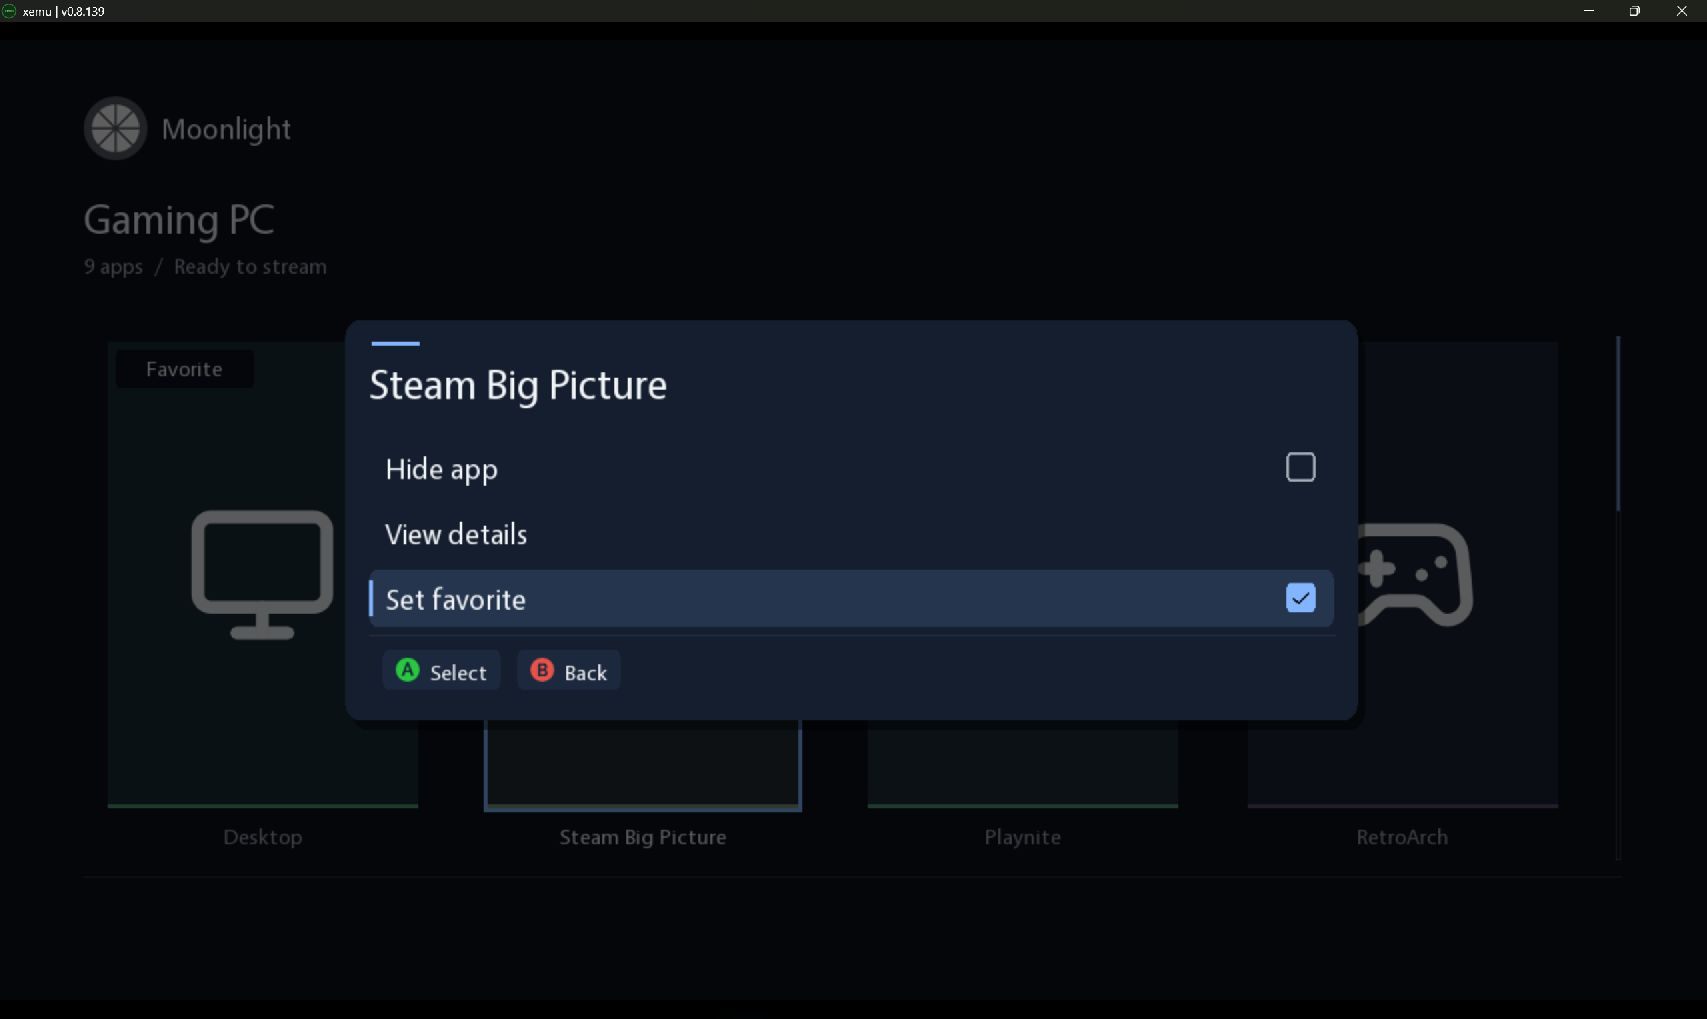 xemu | v0.8.139
Moonlight
Gaming PC
9 apps / Ready to stream
Favorite
Steam Big Picture
Hide app
View details
Set favorite
A Select B Back
Desktop
Steam Big Picture
Playnite
RetroArch